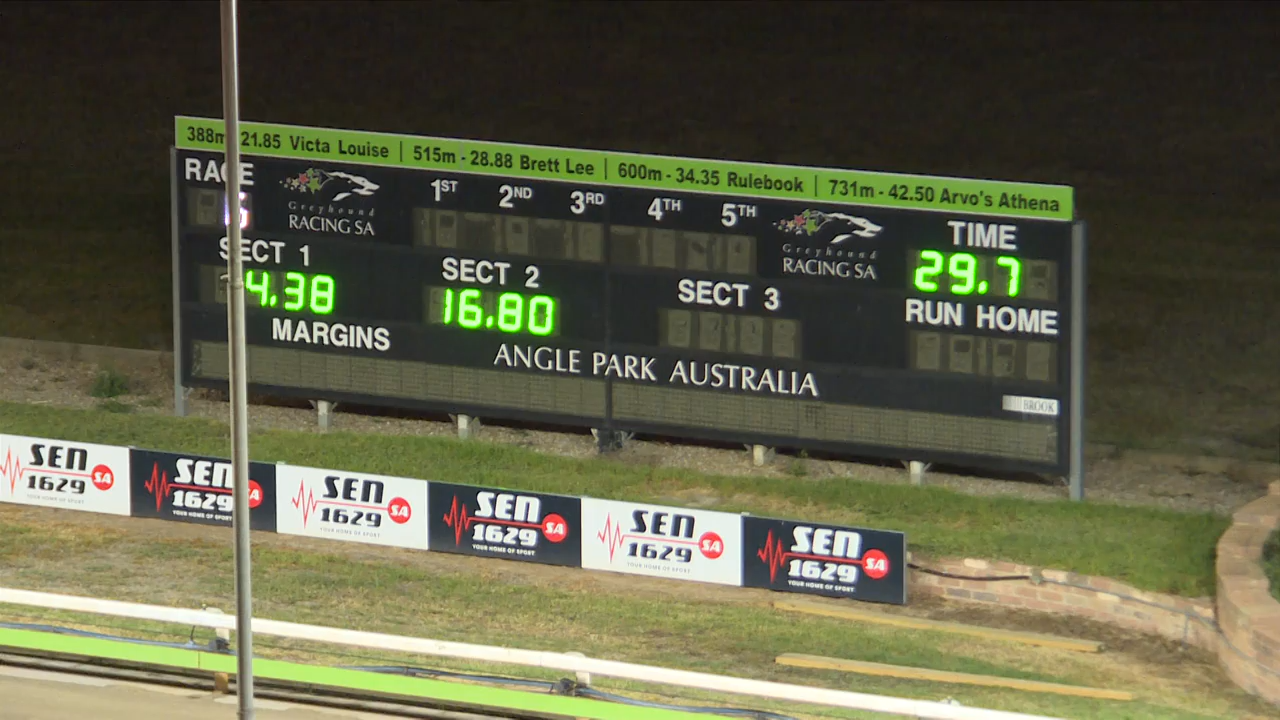 388m - 21.85 Victa Louise | 515m - 28.88 Brett Lee | 600m - 34.35 Rulebook | 731m - 42.50 Arvo's Athena
RACE
Greyhound
RACING SA
1ST 2ND 3RD 4TH 5TH
Greyhound
RACING SA
TIME
29.7
SECT 1
4.38
SECT 2
16.80
SECT 3
RUN HOME
MARGINS
ANGLE PARK AUSTRALIA
BROOK
SEN SA
1629
YOUR HOME OF SPORT
SEN
1629
YOUR HOME OF SPORT
SEN SA
1629
YOUR HOME OF SPORT
SEN SA
1629
YOUR HOME OF SPORT
SEN SA
1629
YOUR HOME OF SPORT
SEN SA
1629
YOUR HOME OF SPORT